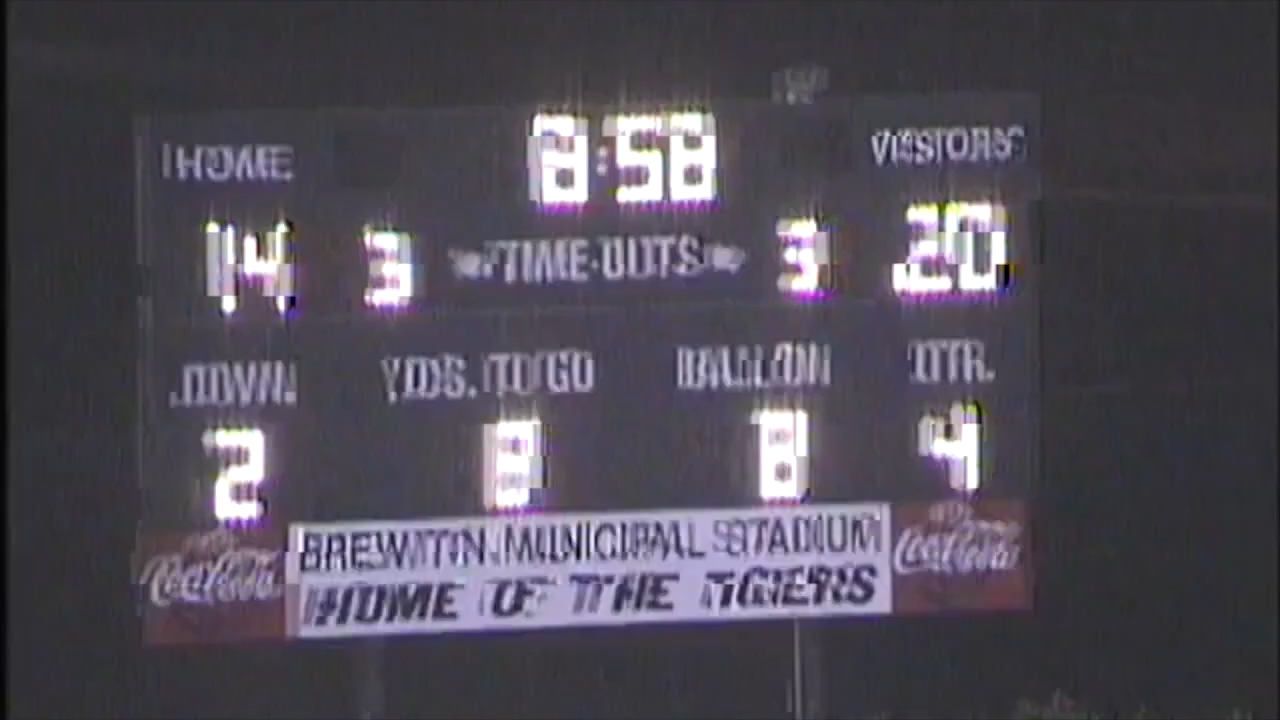 8:58
HOME VISITORS
14 3 TIME OUTS 3 20
DOWN YDS. TO GO BALL ON QTR.
2 8 8 4
Coca-Cola BREWTON MUNICIPAL STADIUM Coca-Cola
HOME OF THE TIGERS